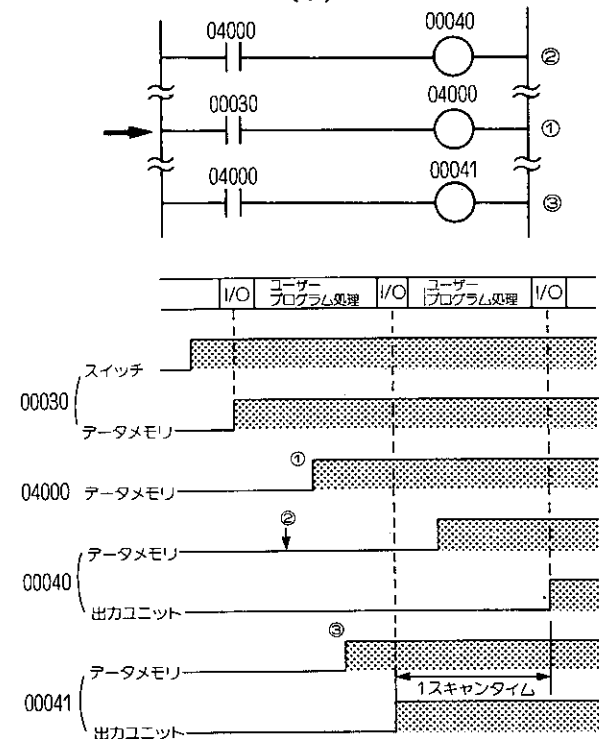 04000 00040
②
00030 04000
①
04000 00041
③
I/O ユーザープログラム処理 I/O ユーザープログラム処理 I/O
スイッチ
00030
データメモリ
①
04000 データメモリ
②
データメモリ
00040
出力ユニット
③
データメモリ
1スキャンタイム
00041
出力ユニット